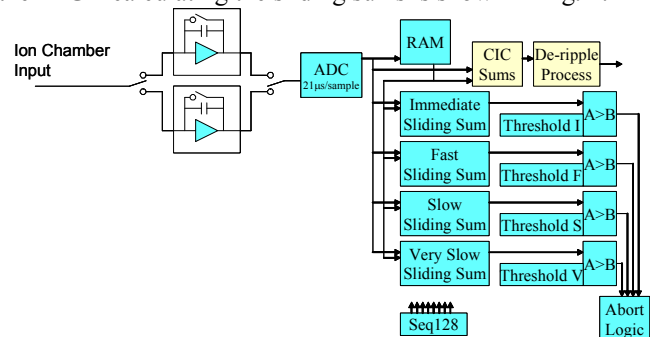 Ion Chamber
Input
ADC
21µs/sample
RAM
CIC
Sums
De-ripple
Process
Immediate
Sliding Sum
Threshold I
A>B
Fast
Sliding Sum
Threshold F
A>B
Slow
Sliding Sum
Threshold S
A>B
Very Slow
Sliding Sum
Threshold V
A>B
Seq128
Abort
Logic